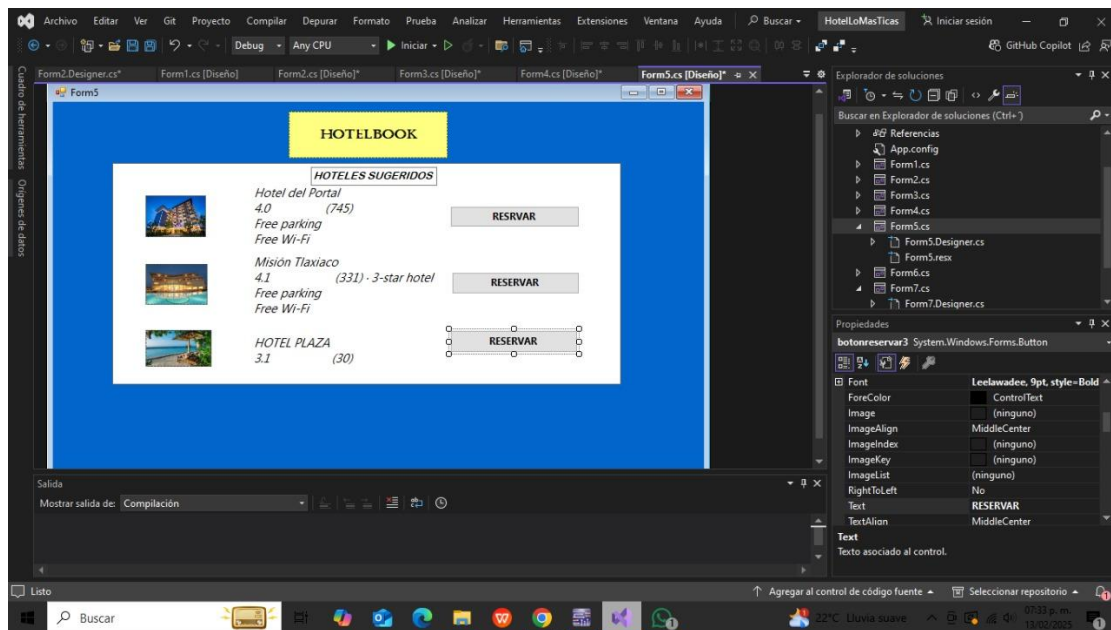 Archivo Editar Ver Git Proyecto Compilar Depurar Formato Prueba Analizar Herramientas Extensiones Ventana Ayuda Buscar HotelLoMasTicas Iniciar sesión
Debug Any CPU Iniciar GitHub Copilot
Cuadro de herramientas
Orígenes de datos
Form2.Designer.cs* Form1.cs [Diseño] Form2.cs [Diseño]* Form3.cs [Diseño]* Form4.cs [Diseño]* Form5.cs [Diseño]*
Form5
HOTELBOOK
HOTELES SUGERIDOS
Hotel del Portal
4.0 (745)
Free parking
Free Wi-Fi
RESRVAR
Misión Tlaxiaco
4.1 (331) · 3-star hotel
Free parking
Free Wi-Fi
RESERVAR
HOTEL PLAZA
3.1 (30)
RESERVAR
Explorador de soluciones
Buscar en Explorador de soluciones (Ctrl+¨)
Referencias
App.config
Form1.cs
Form2.cs
Form3.cs
Form4.cs
Form5.cs
Form5.Designer.cs
Form5.resx
Form6.cs
Form7.cs
Form7.Designer.cs
Propiedades
botonreservar3 System.Windows.Forms.Button
Font Leelawadee, 9pt, style=Bold
ForeColor ControlText
Image (ninguno)
ImageAlign MiddleCenter
ImageIndex (ninguno)
ImageKey (ninguno)
ImageList (ninguno)
RightToLeft No
Text RESERVAR
TextAlign MiddleCenter
Text
Texto asociado al control.
Salida
Mostrar salida de: Compilación
Listo
Agregar al control de código fuente Seleccionar repositorio
Buscar
22°C Lluvia suave
07:33 p. m.
13/02/2025